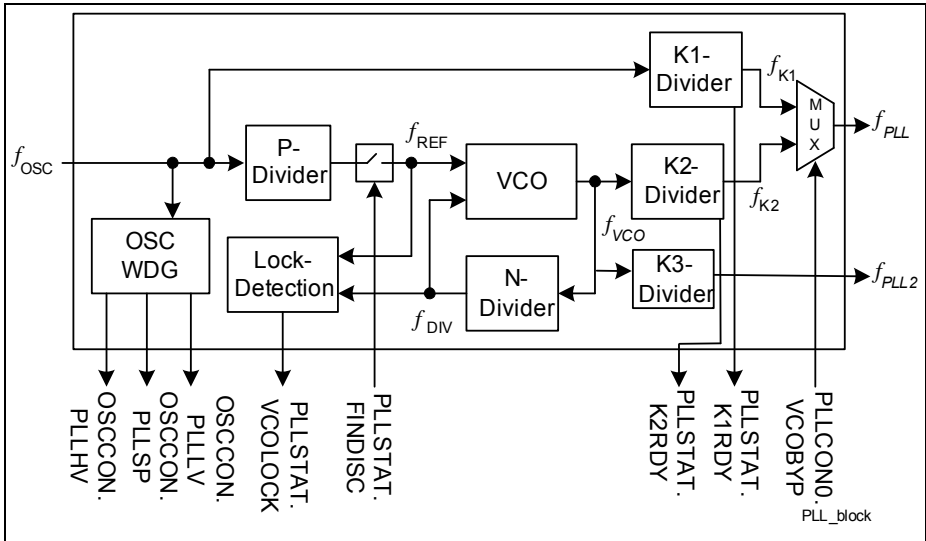 K1-
Divider
fK1
M
U
X
fPLL
fOSC
P-
Divider
fREF
VCO
K2-
Divider
fK2
OSC
WDG
Lock-
Detection
fDIV
N-
Divider
fVCO
K3-
Divider
fPLL2
OSCCON.
PLLHV
OSCCON.
PLLSP
OSCCON.
PLLLV
PLLSTAT.
VCOLOCK
PLLSTAT.
FINDISC
PLLSTAT.
K2RDY
PLLSTAT.
K1RDY
PLLCON0.
VCOBYP
PLL_block